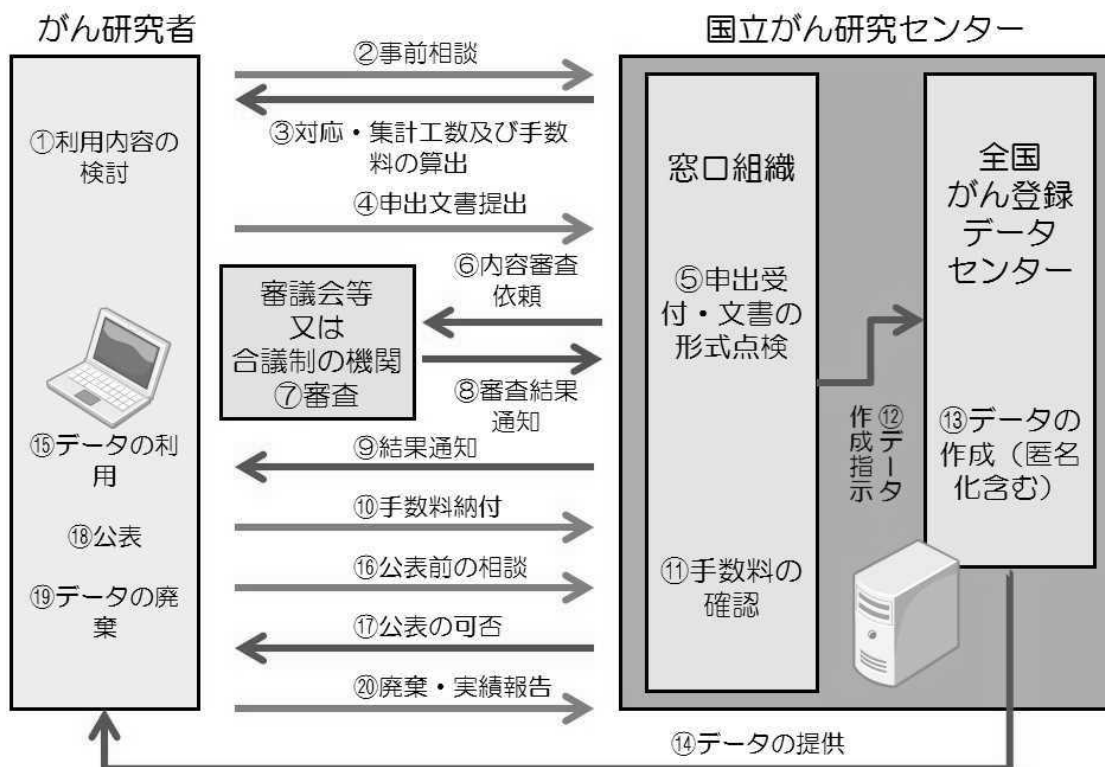 がん研究者
国立がん研究センター
②事前相談
①利用内容の
検討
③対応・集計工数及び手数
料の算出
④申出文書提出
窓口組織
全国
がん登録
データ
センター
⑥内容審査
依頼
⑤申出受
付・文書の
形式点検
審議会等
又は
合議制の機関
⑦審査
⑧審査結果
通知
⑫データ
作成指示
⑬データの
作成（匿名
化含む）
⑨結果通知
⑮データの利
用
⑩手数料納付
⑱公表
⑯公表前の相談
⑪手数料の
確認
⑲データの廃
棄
⑰公表の可否
⑳廃棄・実績報告
⑭データの提供